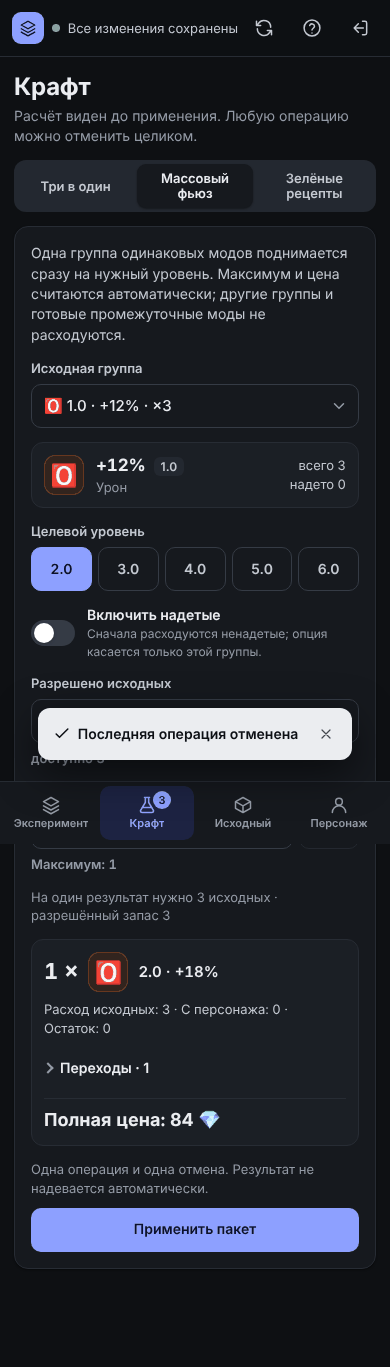 Все изменения сохранены
Крафт
Расчёт виден до применения. Любую операцию
можно отменить целиком.
Три в один
Массовый
фьюз
Зелёные
рецепты
Одна группа одинаковых модов поднимается
сразу на нужный уровень. Максимум и цена
считаются автоматически; другие группы и
готовые промежуточные моды не
расходуются.
Исходная группа
🅾️ 1.0 · +12% · ×3
+12% 1.0
Урон
всего 3
надето 0
Целевой уровень
2.0
3.0
4.0
5.0
6.0
Включить надетые
Сначала расходуются ненадетые; опция
касается только этой группы.
Разрешено исходных
Последняя операция отменена
доступно 3
Эксперимент
3
Крафт
Исходный
Персонаж
Максимум: 1
На один результат нужно 3 исходных ·
разрешённый запас 3
1 × 🅾️ 2.0 · +18%
Расход исходных: 3 · С персонажа: 0 ·
Остаток: 0
Переходы · 1
Полная цена: 84 💎
Одна операция и одна отмена. Результат не
надевается автоматически.
Применить пакет